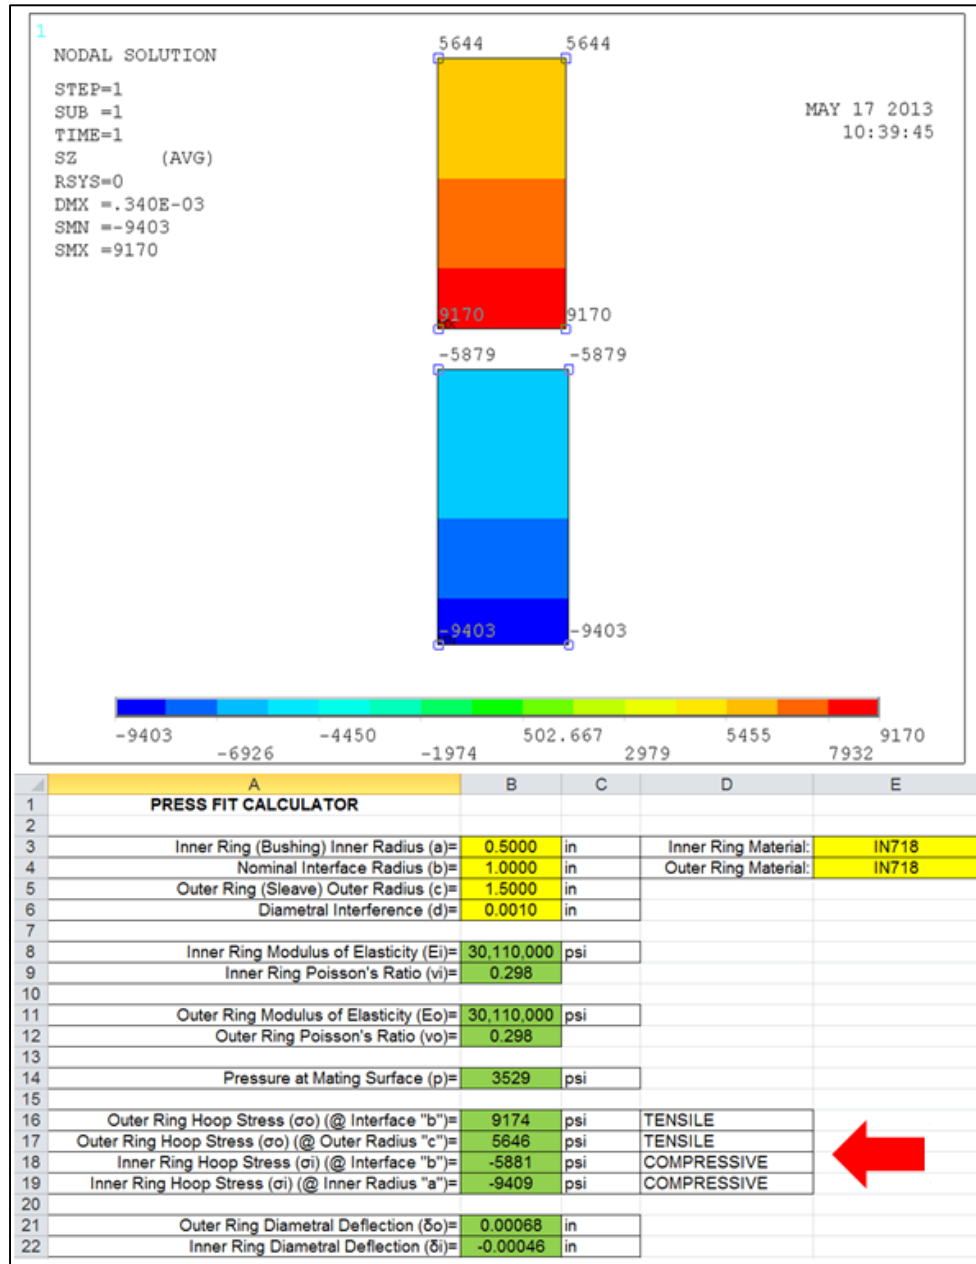 1
NODAL SOLUTION
STEP=1
SUB =1
TIME=1
SZ (AVG)
RSYS=0
DMX =.340E-03
SMN =-9403
SMX =9170
MAY 17 2013
10:39:45
5644 5644
9170 9170
-5879 -5879
-9403 -9403
-9403 -4450 502.667 5455 9170
-6926 -1974 2979 7932
A B C D E
1 PRESS FIT CALCULATOR
2
3 Inner Ring (Bushing) Inner Radius (a)= 0.5000 in Inner Ring Material: IN718
4 Nominal Interface Radius (b)= 1.0000 in Outer Ring Material: IN718
5 Outer Ring (Sleave) Outer Radius (c)= 1.5000 in
6 Diametral Interference (d)= 0.0010 in
7
8 Inner Ring Modulus of Elasticity (Ei)= 30,110,000 psi
9 Inner Ring Poisson's Ratio (vi)= 0.298
10
11 Outer Ring Modulus of Elasticity (Eo)= 30,110,000 psi
12 Outer Ring Poisson's Ratio (vo)= 0.298
13
14 Pressure at Mating Surface (p)= 3529 psi
15
16 Outer Ring Hoop Stress (σo) (@ Interface "b")= 9174 psi TENSILE
17 Outer Ring Hoop Stress (σo) (@ Outer Radius "c")= 5646 psi TENSILE
18 Inner Ring Hoop Stress (σi) (@ Interface "b")= -5881 psi COMPRESSIVE
19 Inner Ring Hoop Stress (σi) (@ Inner Radius "a")= -9409 psi COMPRESSIVE
20
21 Outer Ring Diametral Deflection (δo)= 0.00068 in
22 Inner Ring Diametral Deflection (δi)= -0.00046 in